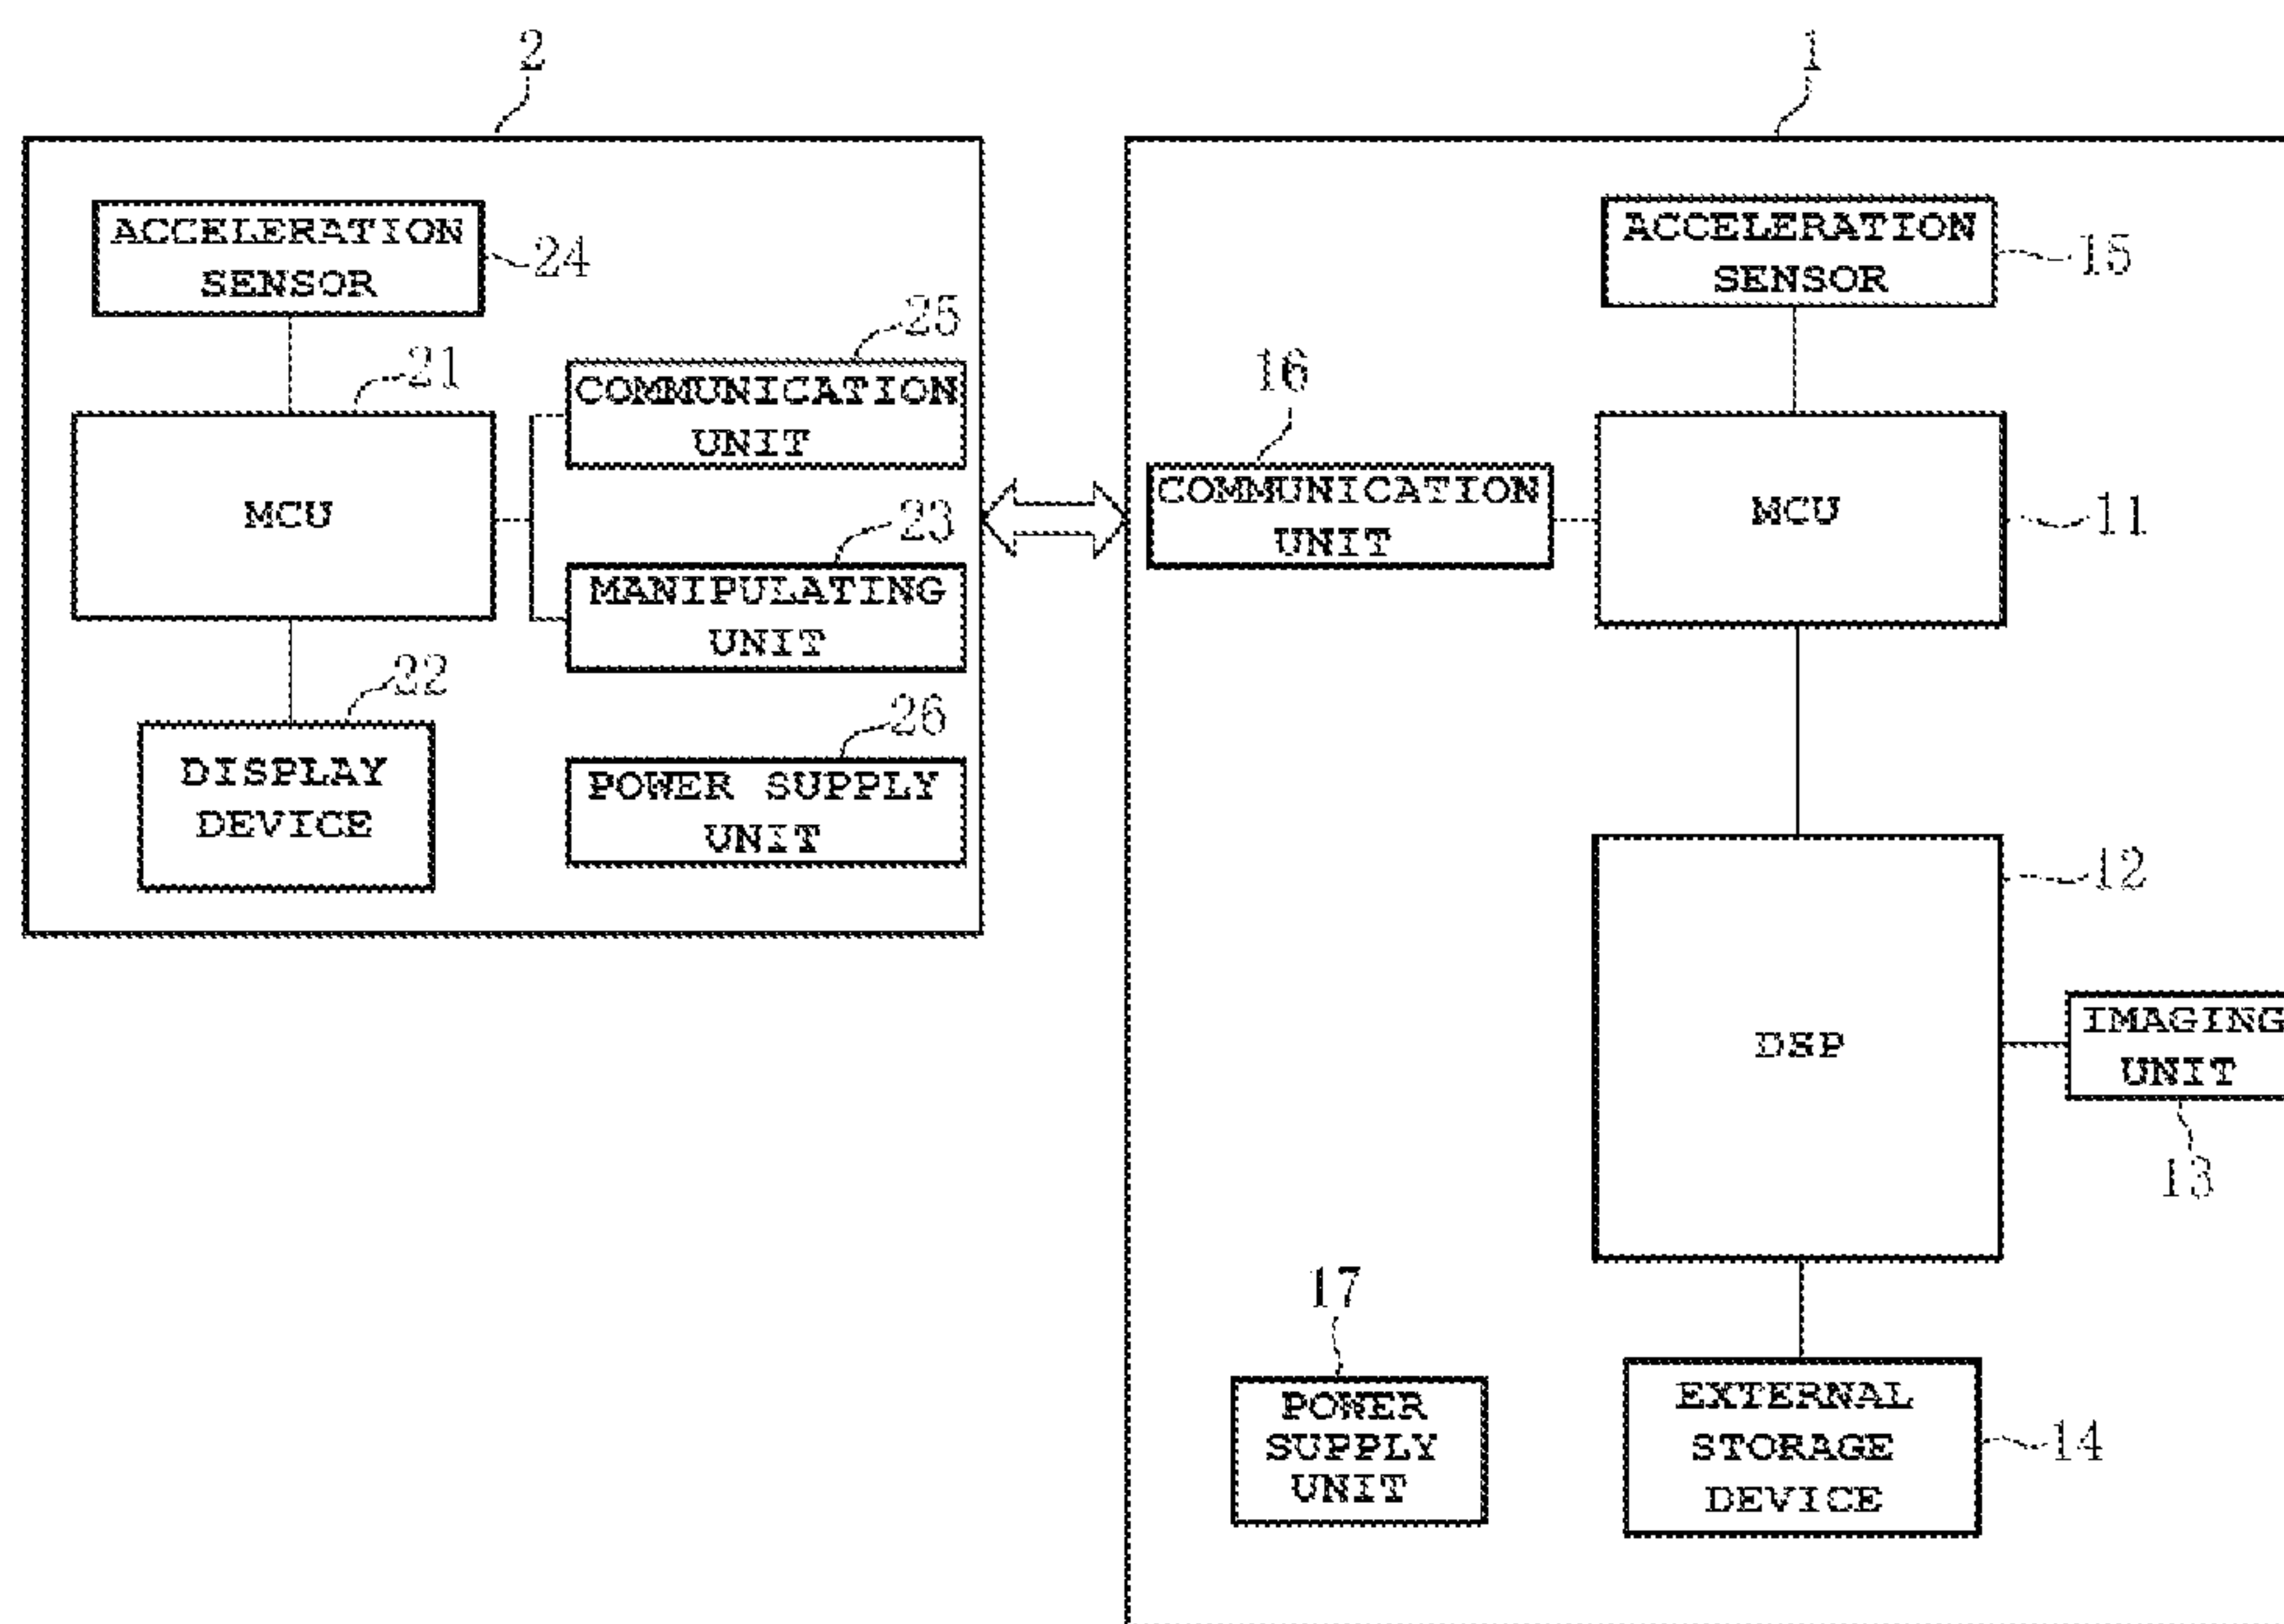 2
1
ACCELERATION
SENSOR
24
25
COMMUNICATION
UNIT
21
MCU
23
MANIPULATING
UNIT
22
DISPLAY
DEVICE
26
POWER SUPPLY
UNIT
ACCELERATION
SENSOR
15
16
COMMUNICATION
UNIT
MCU
11
12
DSP
IMAGING
UNIT
13
17
POWER
SUPPLY
UNIT
EXTERNAL
STORAGE
DEVICE
14